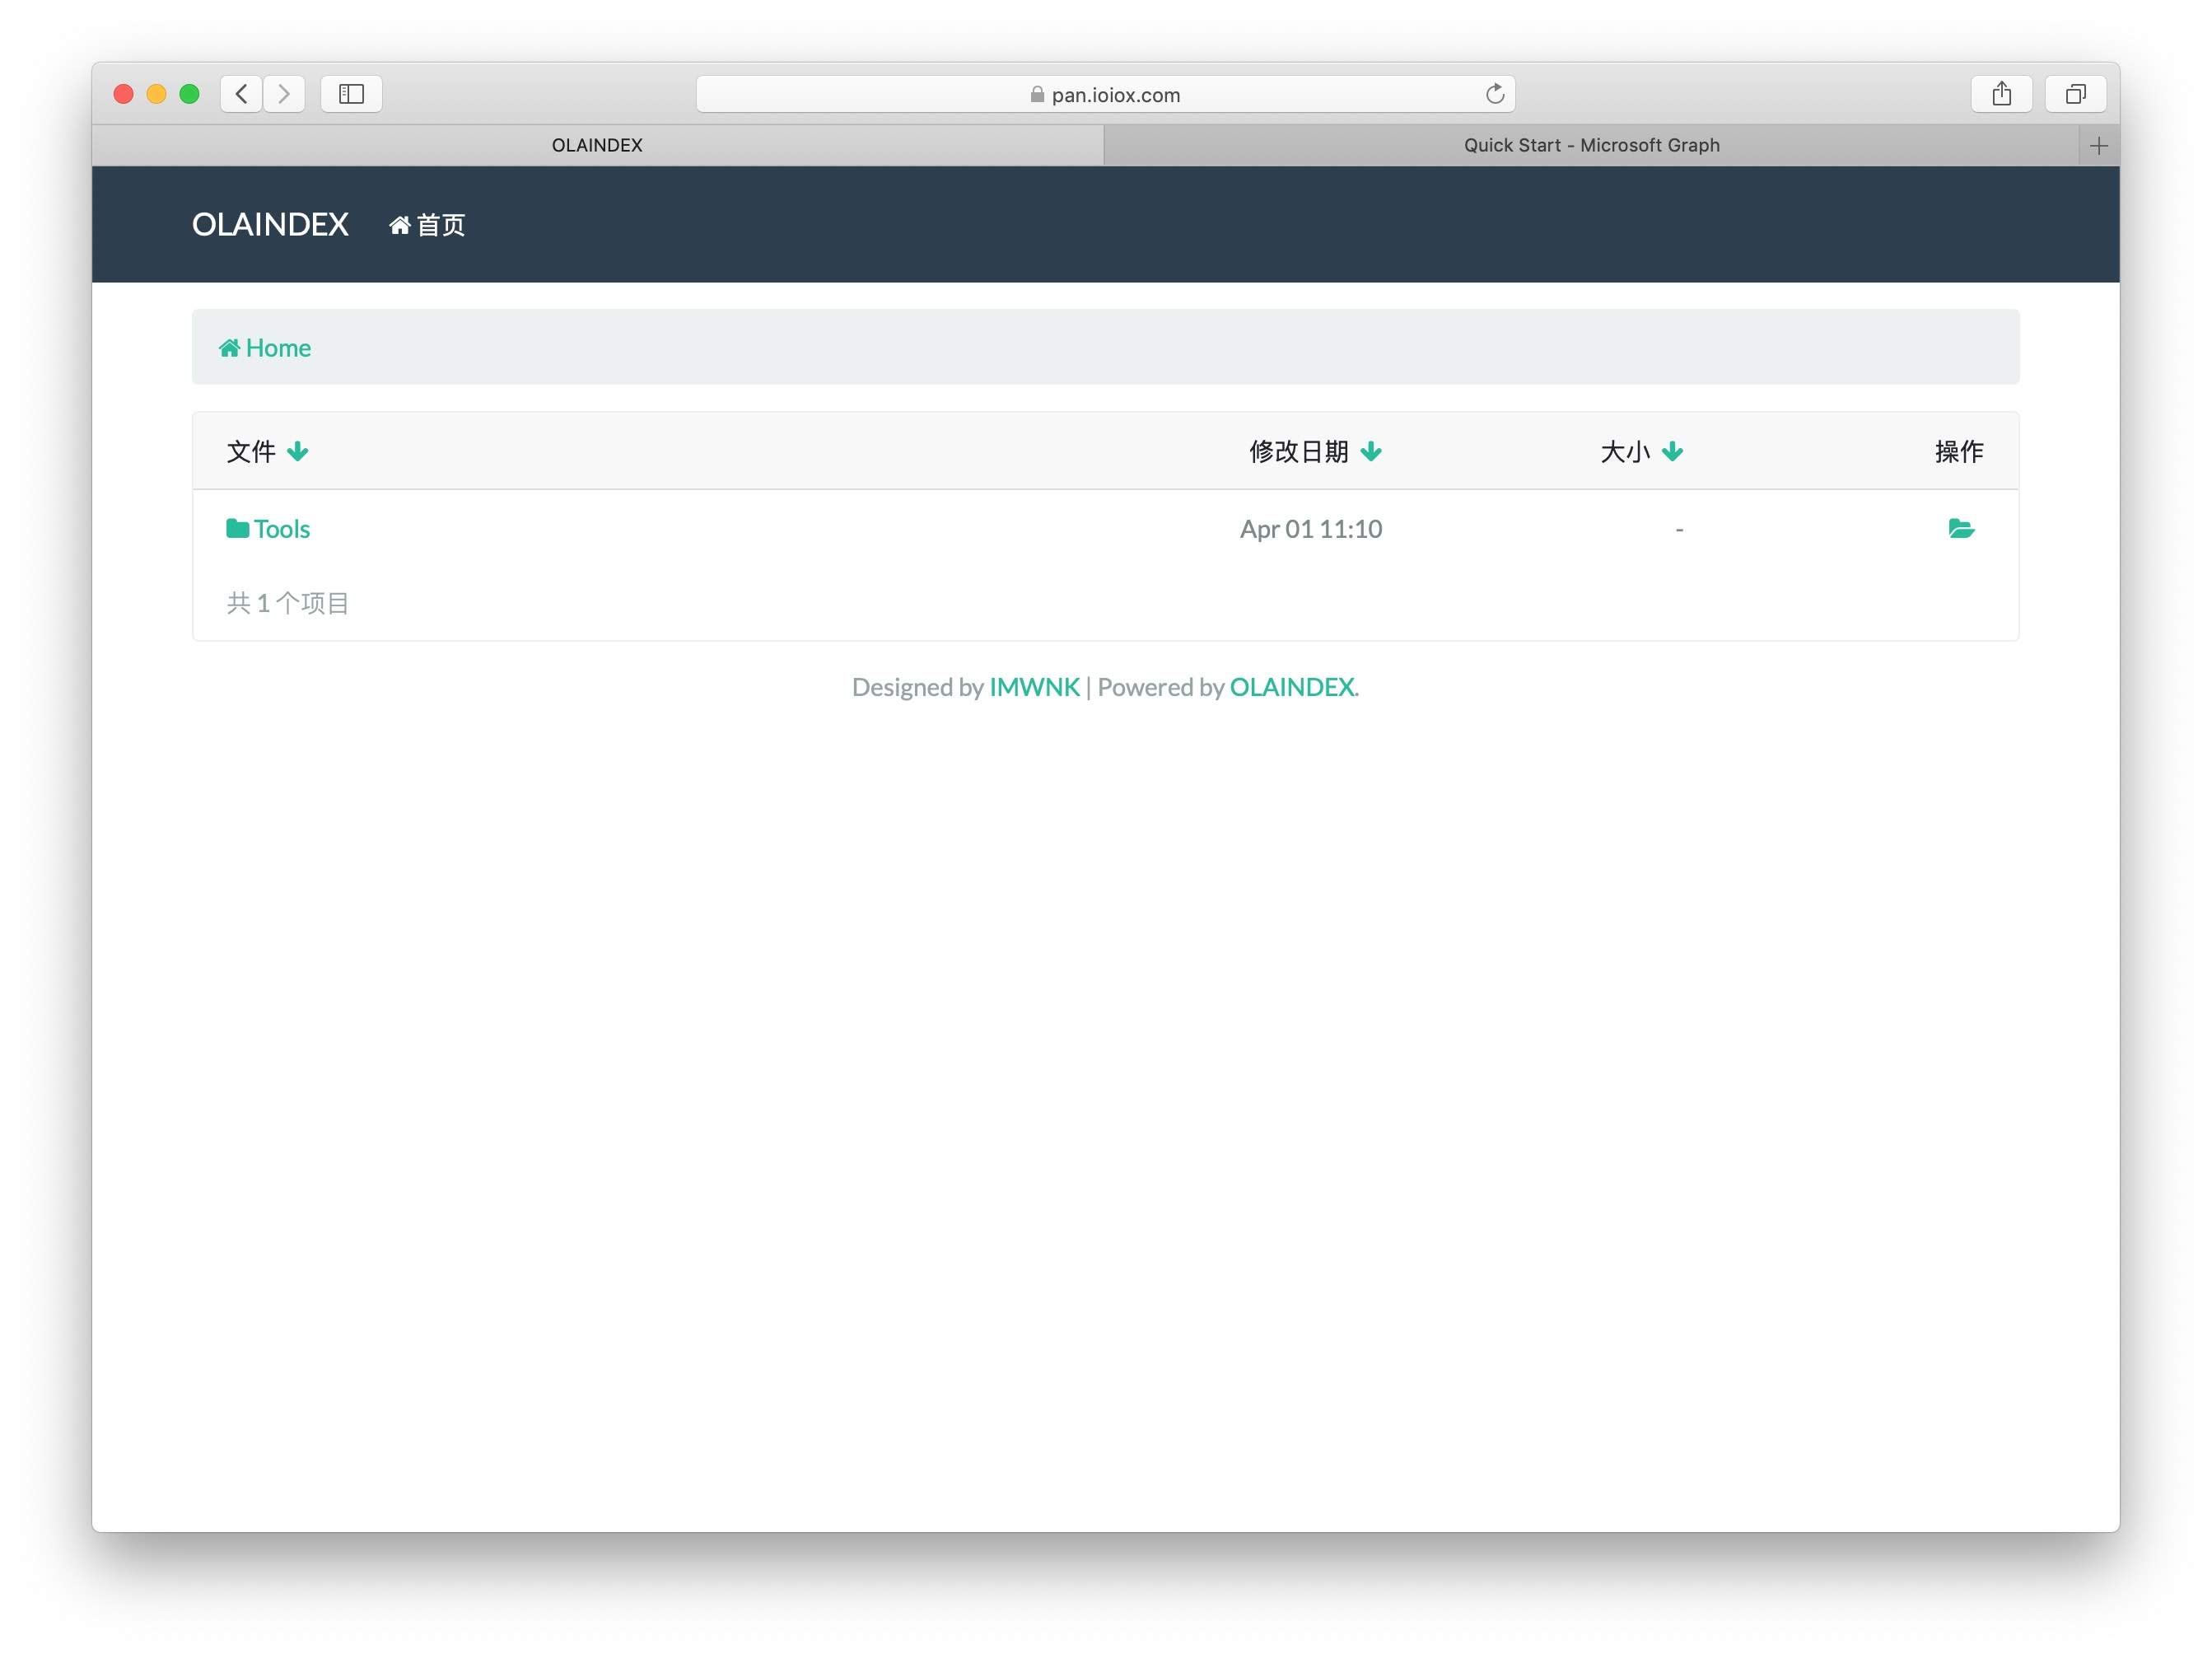 pan.ioiox.com
OLAINDEX
Quick Start - Microsoft Graph
OLAINDEX 首页
Home
文件 修改日期 大小 操作
Tools Apr 01 11:10 -
共 1 个项目
Designed by IMWNK | Powered by OLAINDEX.